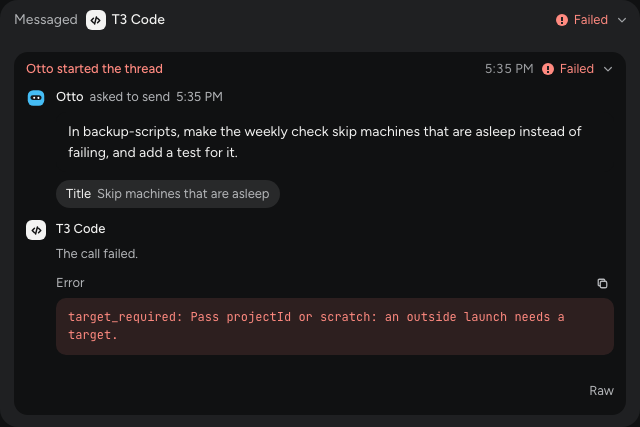 Messaged T3 Code Failed
Otto started the thread 5:35 PM Failed
Otto asked to send 5:35 PM
In backup-scripts, make the weekly check skip machines that are asleep instead of
failing, and add a test for it.
Title Skip machines that are asleep
T3 Code
The call failed.
Error
target_required: Pass projectId or scratch: an outside launch needs a
target.
Raw